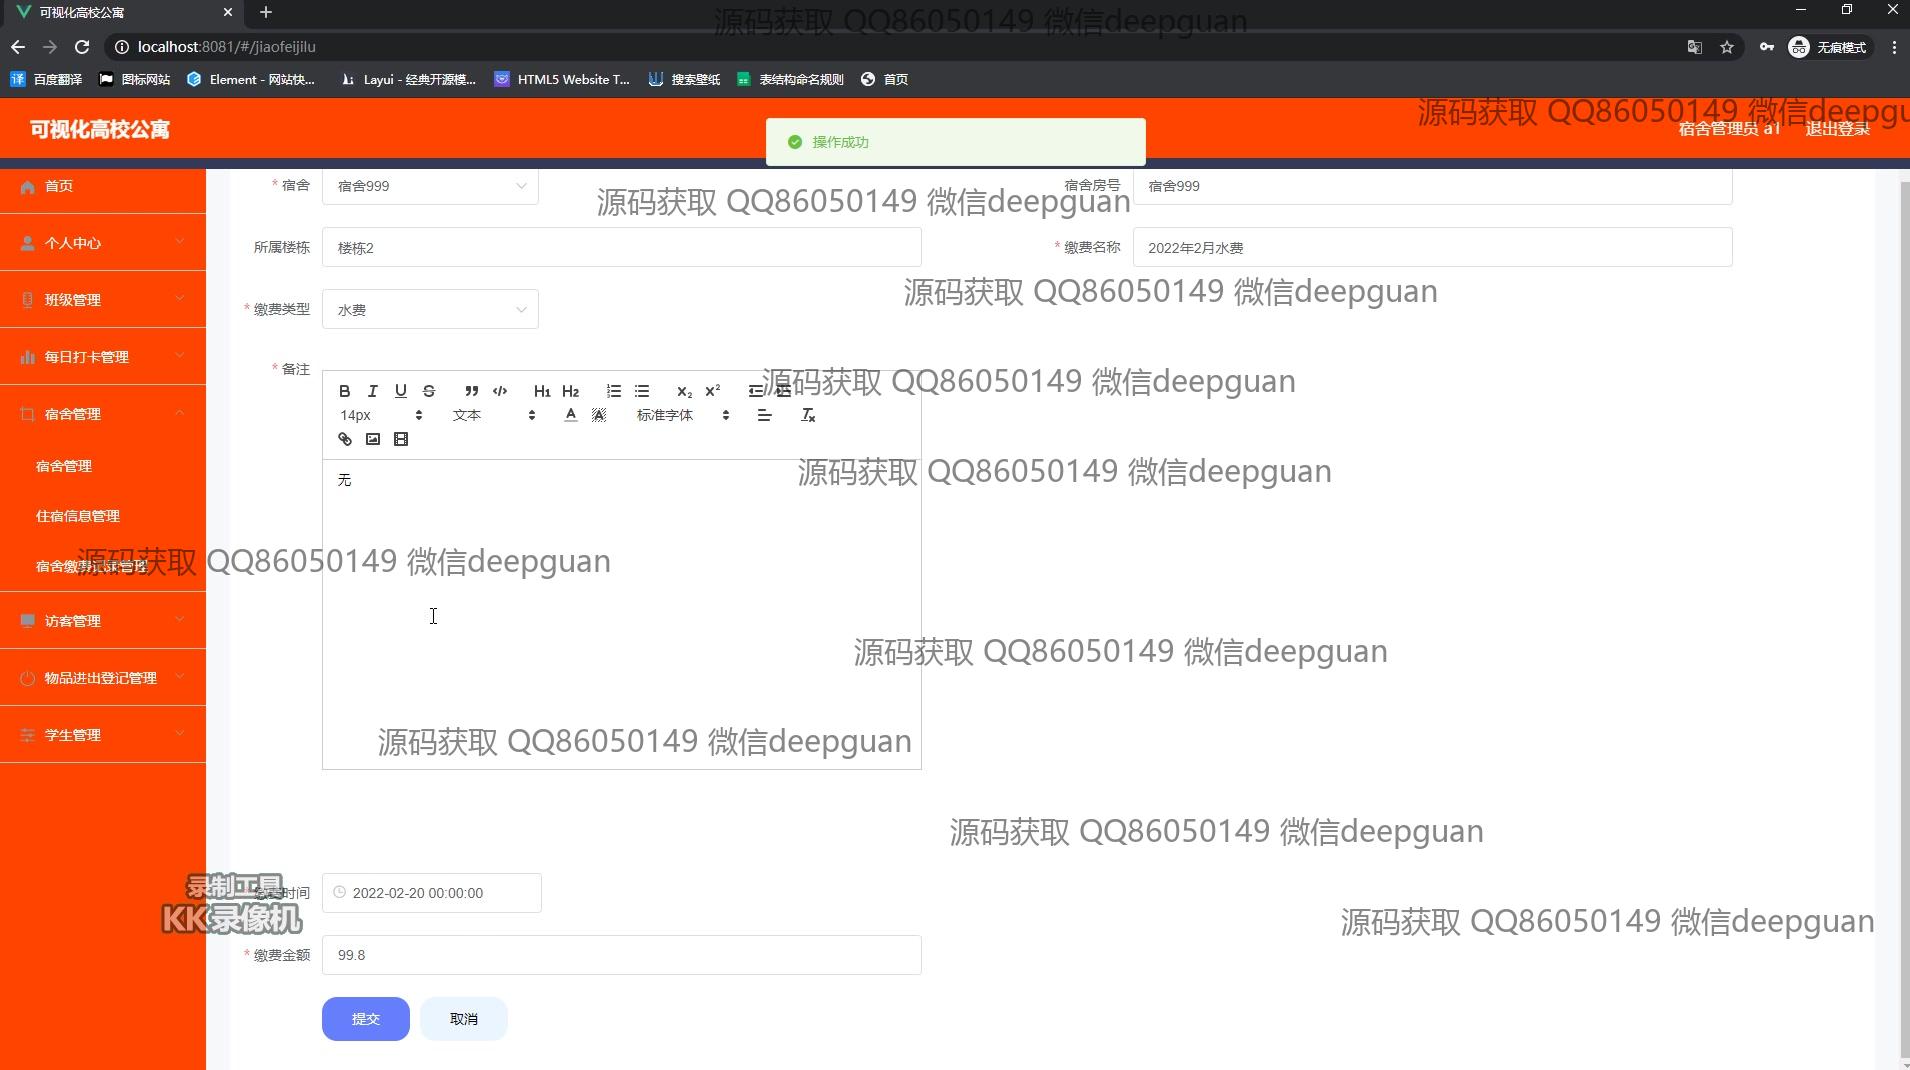 可视化高校公寓
源码获取 QQ86050149 微信deepguan
localhost:8081/#/jiaofeijilu
无痕模式
百度翻译
图标网站
Element - 网站快...
Layui - 经典开源模...
HTML5 Website T...
搜索壁纸
表结构命名规则
首页
可视化高校公寓
操作成功
源码获取 QQ86050149 微信deepgu
宿舍管理员 a1
退出登录
首页
* 宿舍
宿舍999
宿舍房号
宿舍999
源码获取 QQ86050149 微信deepguan
个人中心
所属楼栋
楼栋2
* 缴费名称
2022年2月水费
班级管理
* 缴费类型
水费
源码获取 QQ86050149 微信deepguan
每日打卡管理
* 备注
源码获取 QQ86050149 微信deepguan
B I U S H1 H2 x₂ x²
14px
文本
标准字体
宿舍管理
宿舍管理
无
源码获取 QQ86050149 微信deepguan
住宿信息管理
宿舍缴费记录管理
源码获取 QQ86050149 微信deepguan
访客管理
源码获取 QQ86050149 微信deepguan
物品进出登记管理
学生管理
源码获取 QQ86050149 微信deepguan
源码获取 QQ86050149 微信deepguan
录制工具
KK录像机
* 缴费时间
2022-02-20 00:00:00
源码获取 QQ86050149 微信deepguan
* 缴费金额
99.8
提交
取消